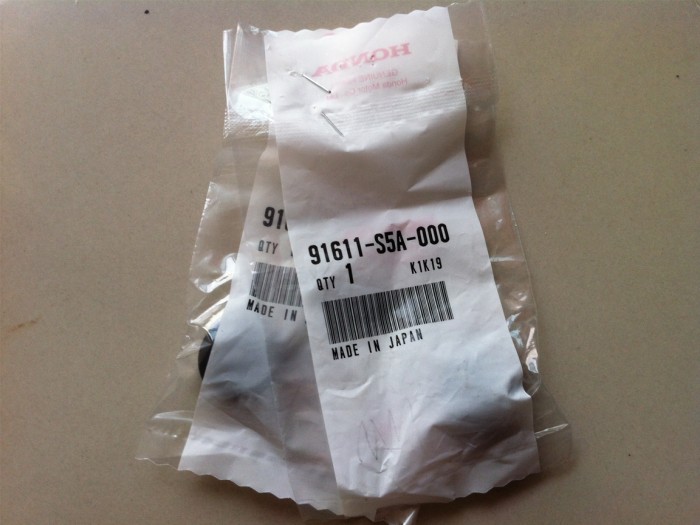 HONDA
91611-S5A-000
QTY 1 K1K19
MADE IN JAPAN
91
QTY
MADE IN